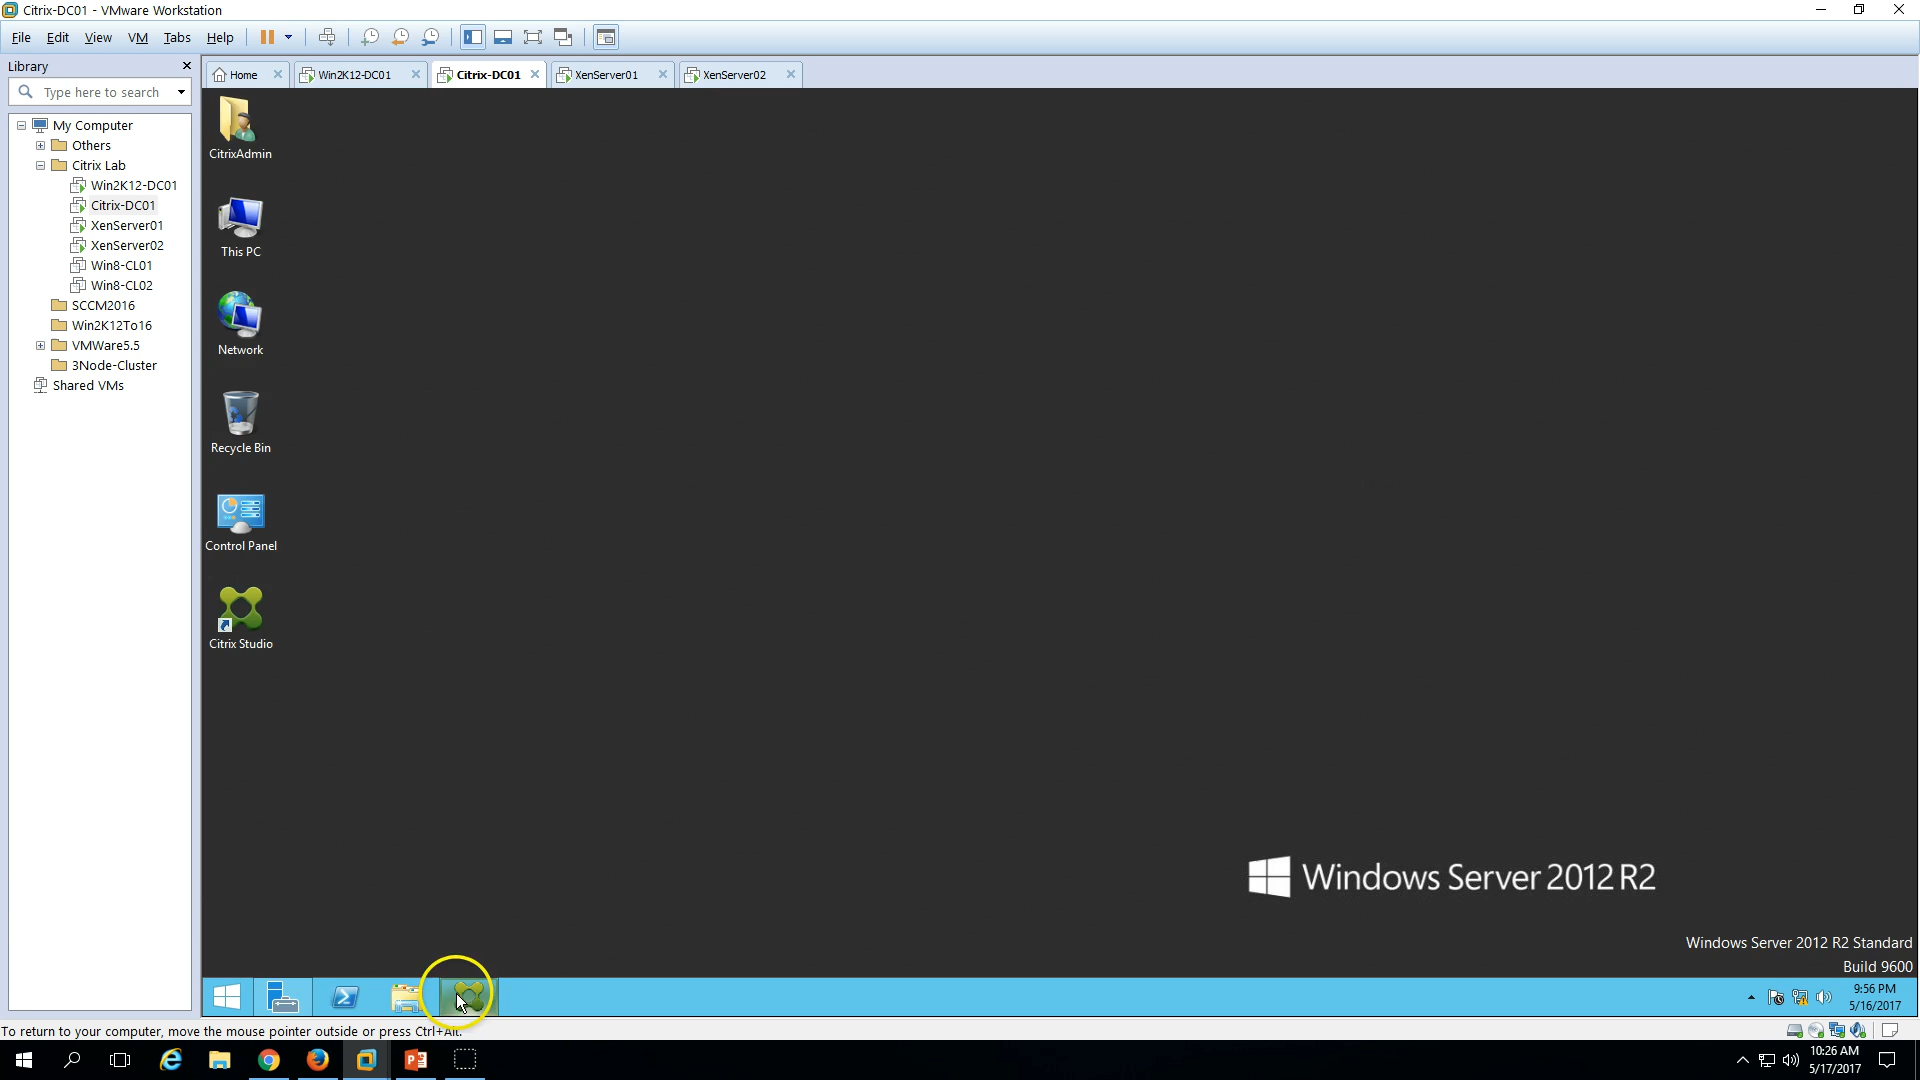 Citrix-DC01 - VMware Workstation
File Edit View VM Tabs Help
Library
Type here to search
My Computer
Others
Citrix Lab
Win2K12-DC01
Citrix-DC01
XenServer01
XenServer02
Win8-CL01
Win8-CL02
SCCM2016
Win2K12To16
VMWare5.5
3Node-Cluster
Shared VMs
Home Win2K12-DC01 Citrix-DC01 XenServer01 XenServer02
CitrixAdmin
This PC
Network
Recycle Bin
Control Panel
Citrix Studio
Windows Server 2012 R2
Windows Server 2012 R2 Standard
Build 9600
9:56 PM
5/16/2017
To return to your computer, move the mouse pointer outside or press Ctrl+Alt.
10:26 AM
5/17/2017